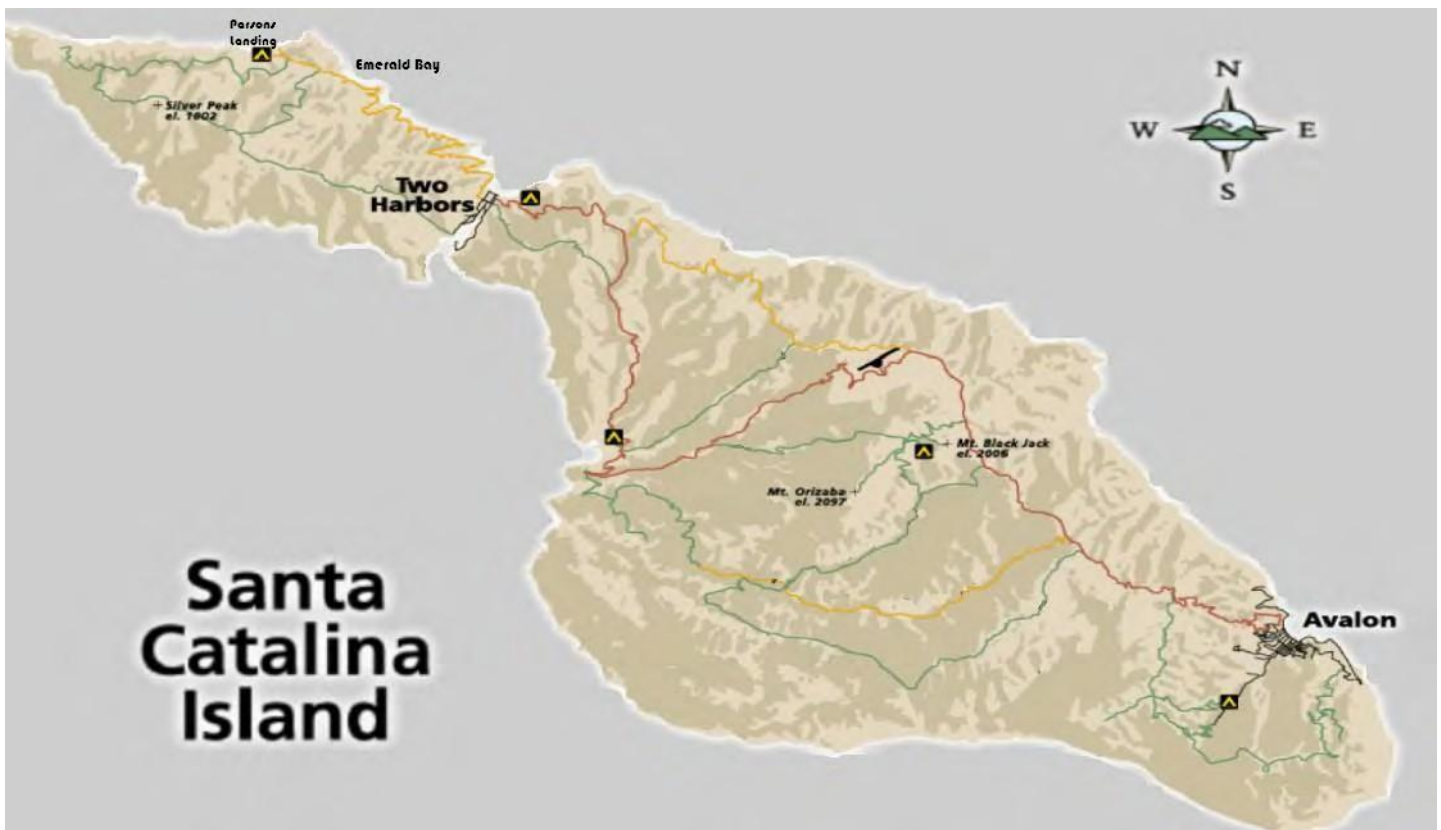 Parsons
Landing
Emerald Bay
Silver Peak
el. 1802
Two
Harbors
N
W
E
S
Mt. Black Jack
el. 2006
Mt. Orizaba
el. 2097
Santa
Catalina
Island
Avalon